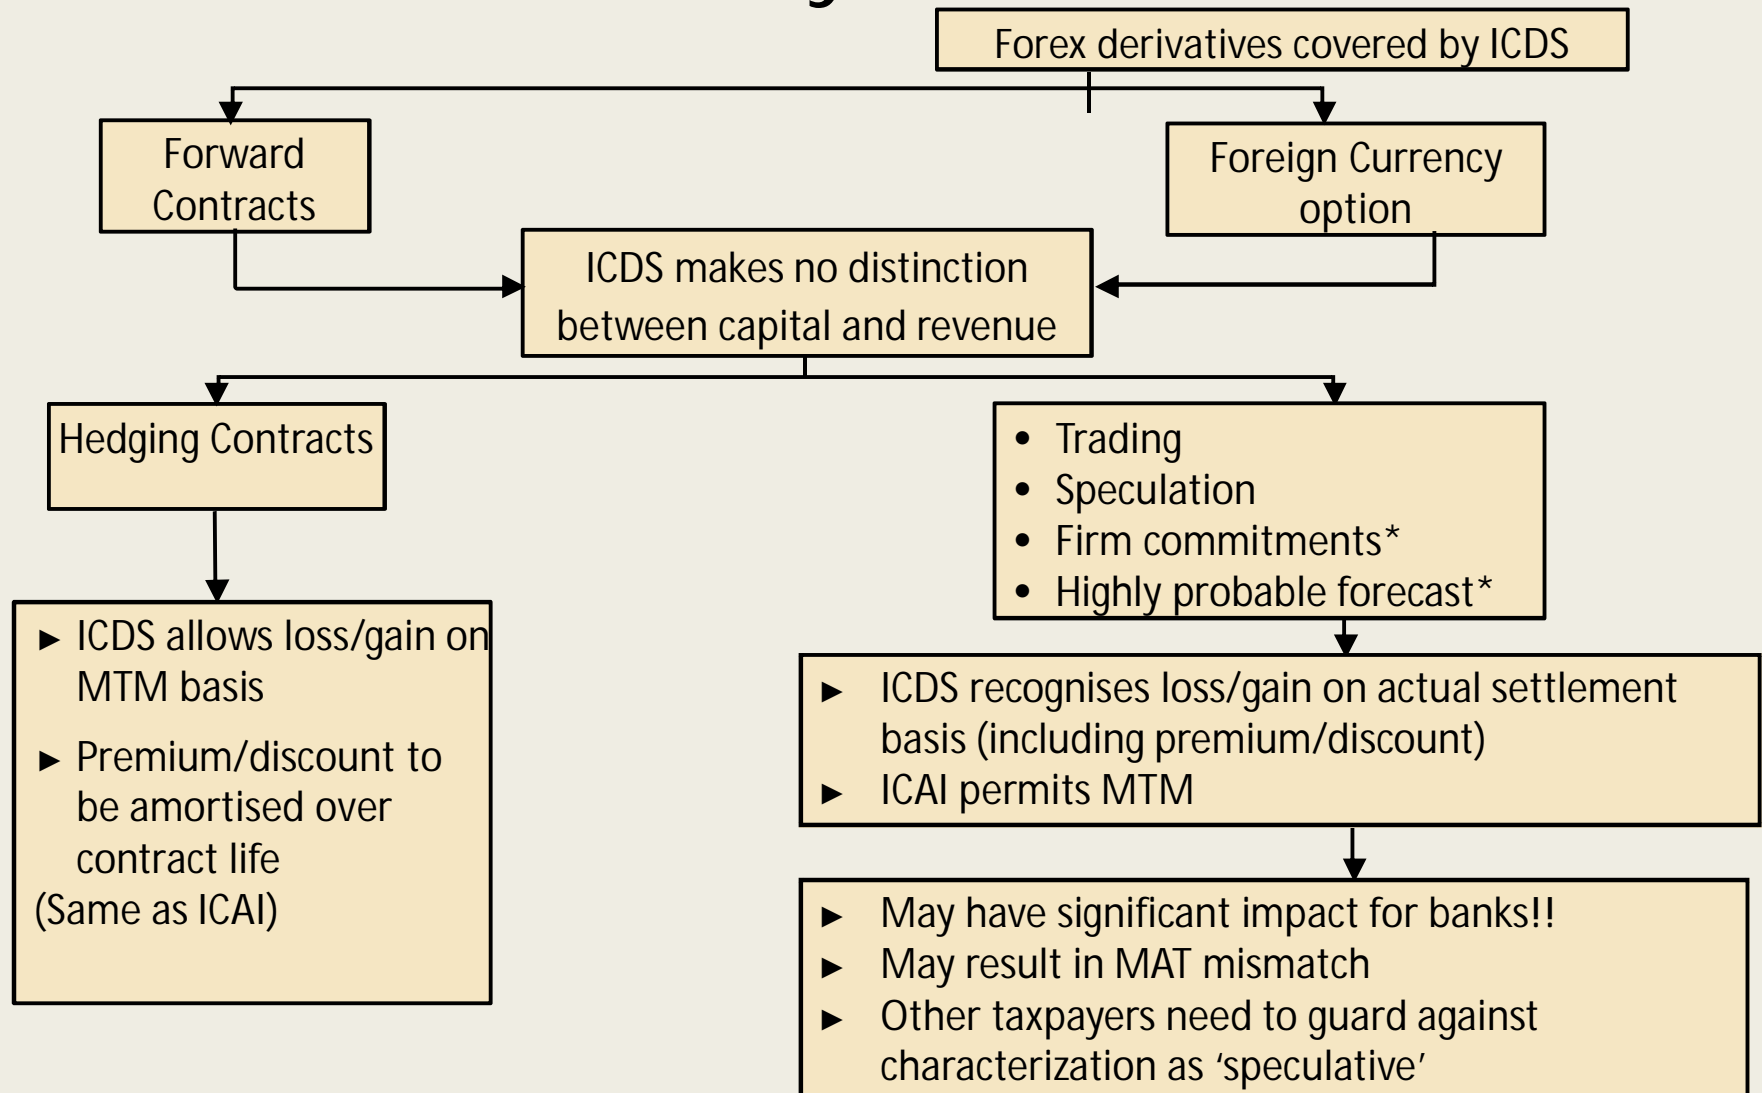 Forex derivatives covered by ICDS
Forward
Contracts
Foreign Currency
option
ICDS makes no distinction
between capital and revenue
Hedging Contracts
• Trading
• Speculation
• Firm commitments*
• Highly probable forecast*
► ICDS allows loss/gain on
MTM basis
► Premium/discount to
be amortised over
contract life
(Same as ICAI)
► ICDS recognises loss/gain on actual settlement
basis (including premium/discount)
► ICAI permits MTM
► May have significant impact for banks!!
► May result in MAT mismatch
► Other taxpayers need to guard against
characterization as ‘speculative’